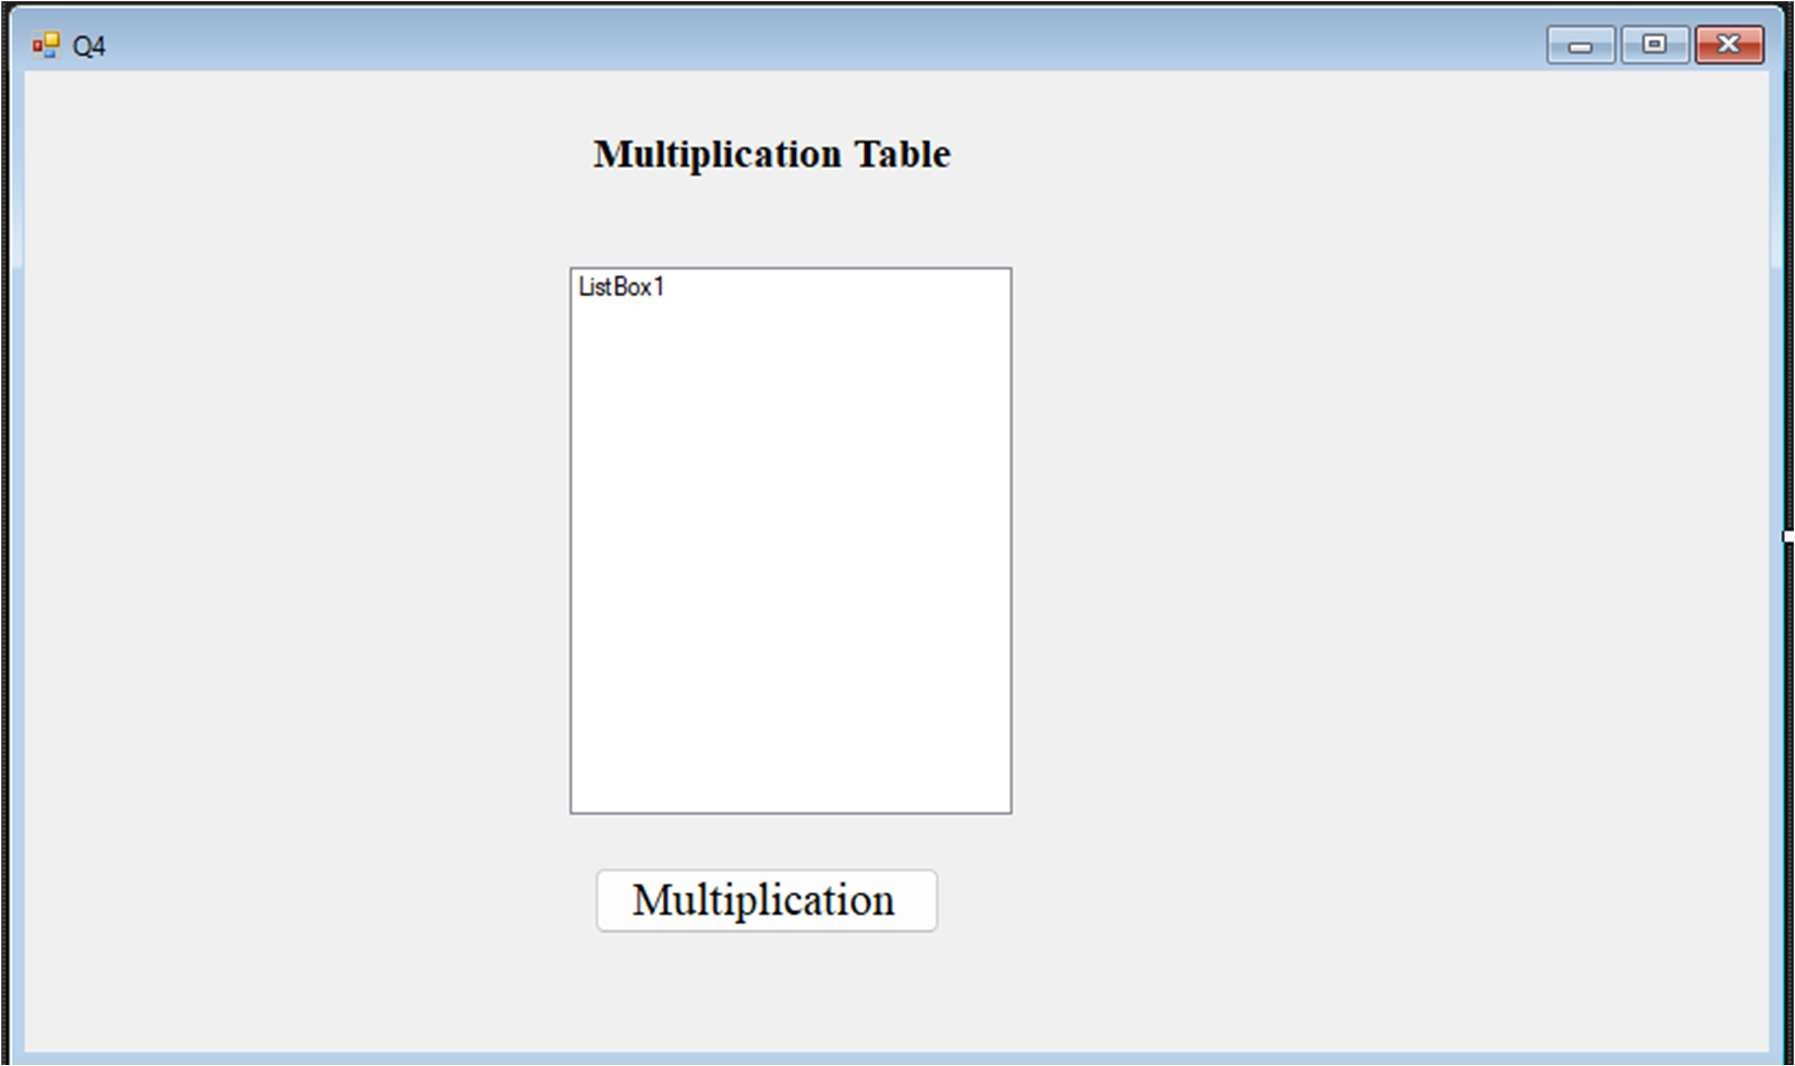 Q4
Multiplication Table
ListBox1
Multiplication